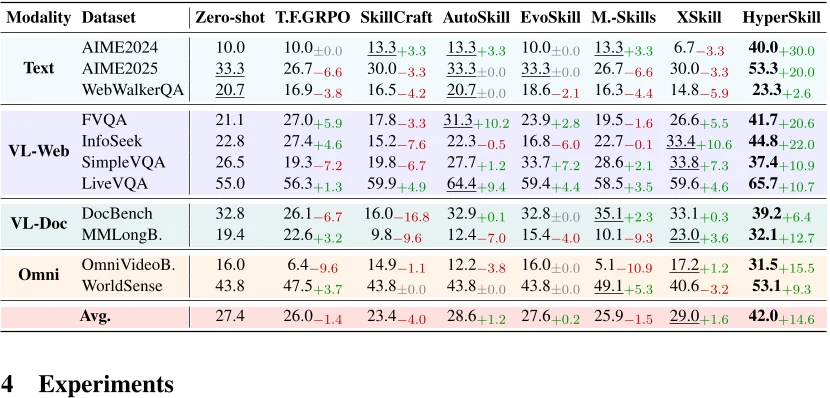 Modality Dataset Zero-shot T.F.GRPO SkillCraft AutoSkill EvoSkill M.-Skills XSkill HyperSkill
Text AIME2024 10.0 10.0±0.0 13.3+3.3 13.3+3.3 10.0±0.0 13.3+3.3 6.7−3.3 40.0+30.0
AIME2025 33.3 26.7−6.6 30.0−3.3 33.3±0.0 33.3±0.0 26.7−6.6 30.0−3.3 53.3+20.0
WebWalkerQA 20.7 16.9−3.8 16.5−4.2 20.7±0.0 18.6−2.1 16.3−4.4 14.8−5.9 23.3+2.6
VL-Web FVQA 21.1 27.0+5.9 17.8−3.3 31.3+10.2 23.9+2.8 19.5−1.6 26.6+5.5 41.7+20.6
InfoSeek 22.8 27.4+4.6 15.2−7.6 22.3−0.5 16.8−6.0 22.7−0.1 33.4+10.6 44.8+22.0
SimpleVQA 26.5 19.3−7.2 19.8−6.7 27.7+1.2 33.7+7.2 28.6+2.1 33.8+7.3 37.4+10.9
LiveVQA 55.0 56.3+1.3 59.9+4.9 64.4+9.4 59.4+4.4 58.5+3.5 59.6+4.6 65.7+10.7
VL-Doc DocBench 32.8 26.1−6.7 16.0−16.8 32.9+0.1 32.8±0.0 35.1+2.3 33.1+0.3 39.2+6.4
MMLongB. 19.4 22.6+3.2 9.8−9.6 12.4−7.0 15.4−4.0 10.1−9.3 23.0+3.6 32.1+12.7
Omni OmniVideoB. 16.0 6.4−9.6 14.9−1.1 12.2−3.8 16.0±0.0 5.1−10.9 17.2+1.2 31.5+15.5
WorldSense 43.8 47.5+3.7 43.8±0.0 43.8±0.0 43.8±0.0 49.1+5.3 40.6−3.2 53.1+9.3
Avg. 27.4 26.0−1.4 23.4−4.0 28.6+1.2 27.6+0.2 25.9−1.5 29.0+1.6 42.0+14.6
4 Experiments